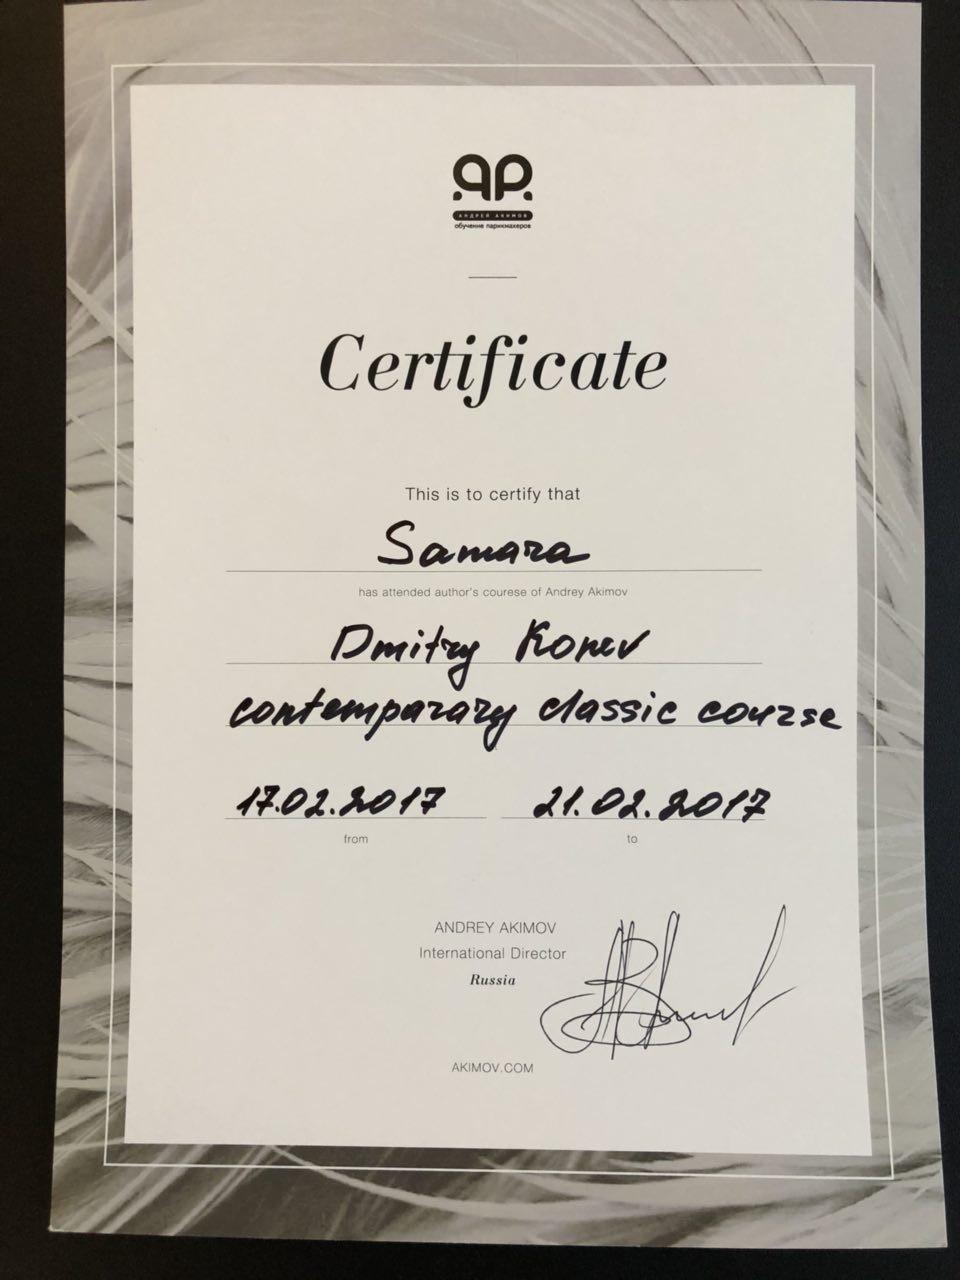 АНДРЕЙ АКИМОВ
обучение парикмахеров
Certificate
This is to certify that
Samara
has attended author's courese of Andrey Akimov
Dmitry Konev
contemparary classic course
17.02.2017 21.02.2017
from to
ANDREY AKIMOV
International Director
Russia
AKIMOV.COM